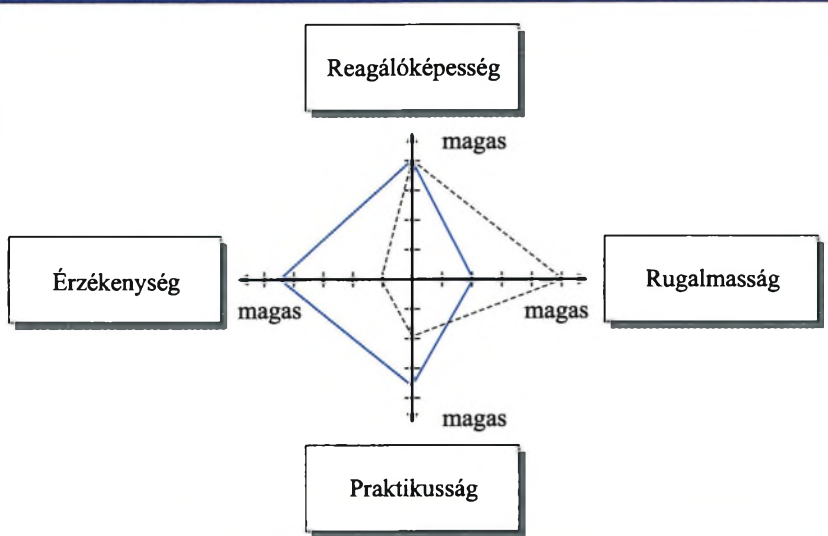 Reagálóképesség
magas
Érzékenység
Rugalmasság
magas
magas
magas
Praktikusság